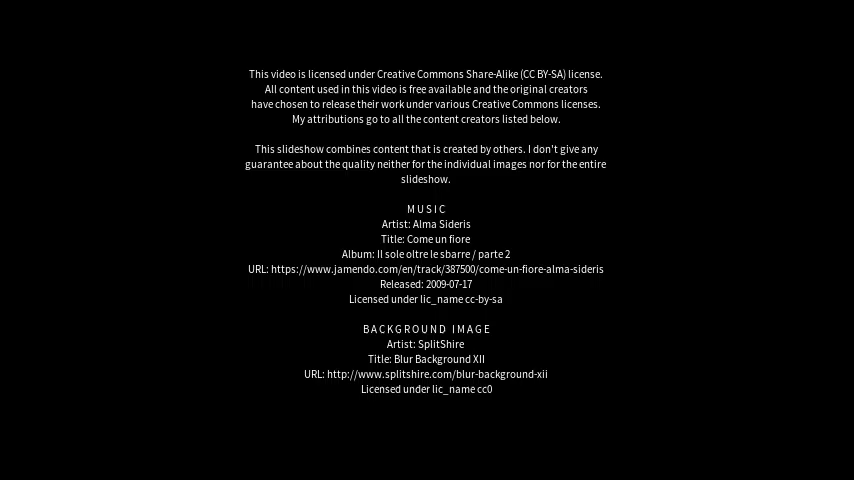 This video is licensed under Creative Commons Share-Alike (CC BY-SA) license.
All content used in this video is free available and the original creators
have chosen to release their work under various Creative Commons licenses.
My attributions go to all the content creators listed below.
This slideshow combines content that is created by others. I don't give any
guarantee about the quality neither for the individual images nor for the entire
slideshow.
MUSIC
Artist: Alma Sideris
Title: Come un fiore
Album: Il sole oltre le sbarre / parte 2
URL: https://www.jamendo.com/en/track/387500/come-un-fiore-alma-sideris
Released: 2009-07-17
Licensed under lic_name cc-by-sa
BACKGROUND IMAGE
Artist: SplitShire
Title: Blur Background XII
URL: http://www.splitshire.com/blur-background-xii
Licensed under lic_name cc0